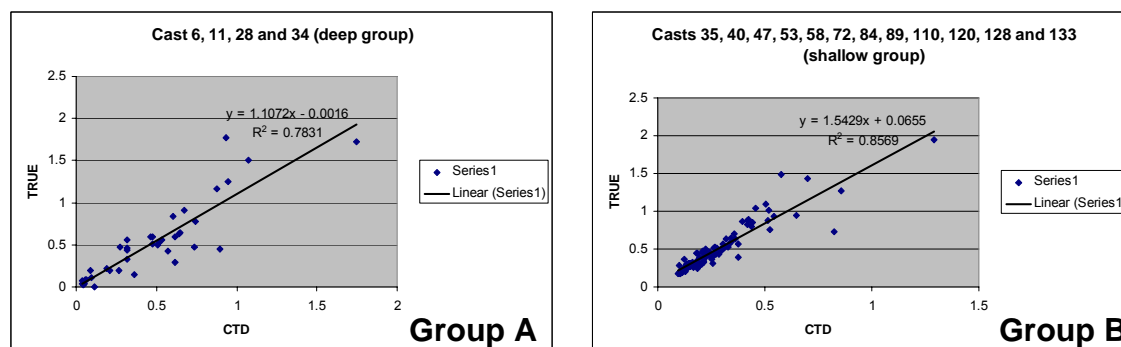 Cast 6, 11, 28 and 34 (deep group)
2.5
2
1.5
1
0.5
0
0
0.5
1
1.5
2
TRUE
CTD
y = 1.1072x - 0.0016
R² = 0.7831
Series1
Linear (Series1)
Group A
Casts 35, 40, 47, 53, 58, 72, 84, 89, 110, 120, 128 and 133
(shallow group)
2.5
2
1.5
1
0.5
0
0
0.5
1
1.5
TRUE
CTD
y = 1.5429x + 0.0655
R² = 0.8569
Series1
Linear (Series1
Group B